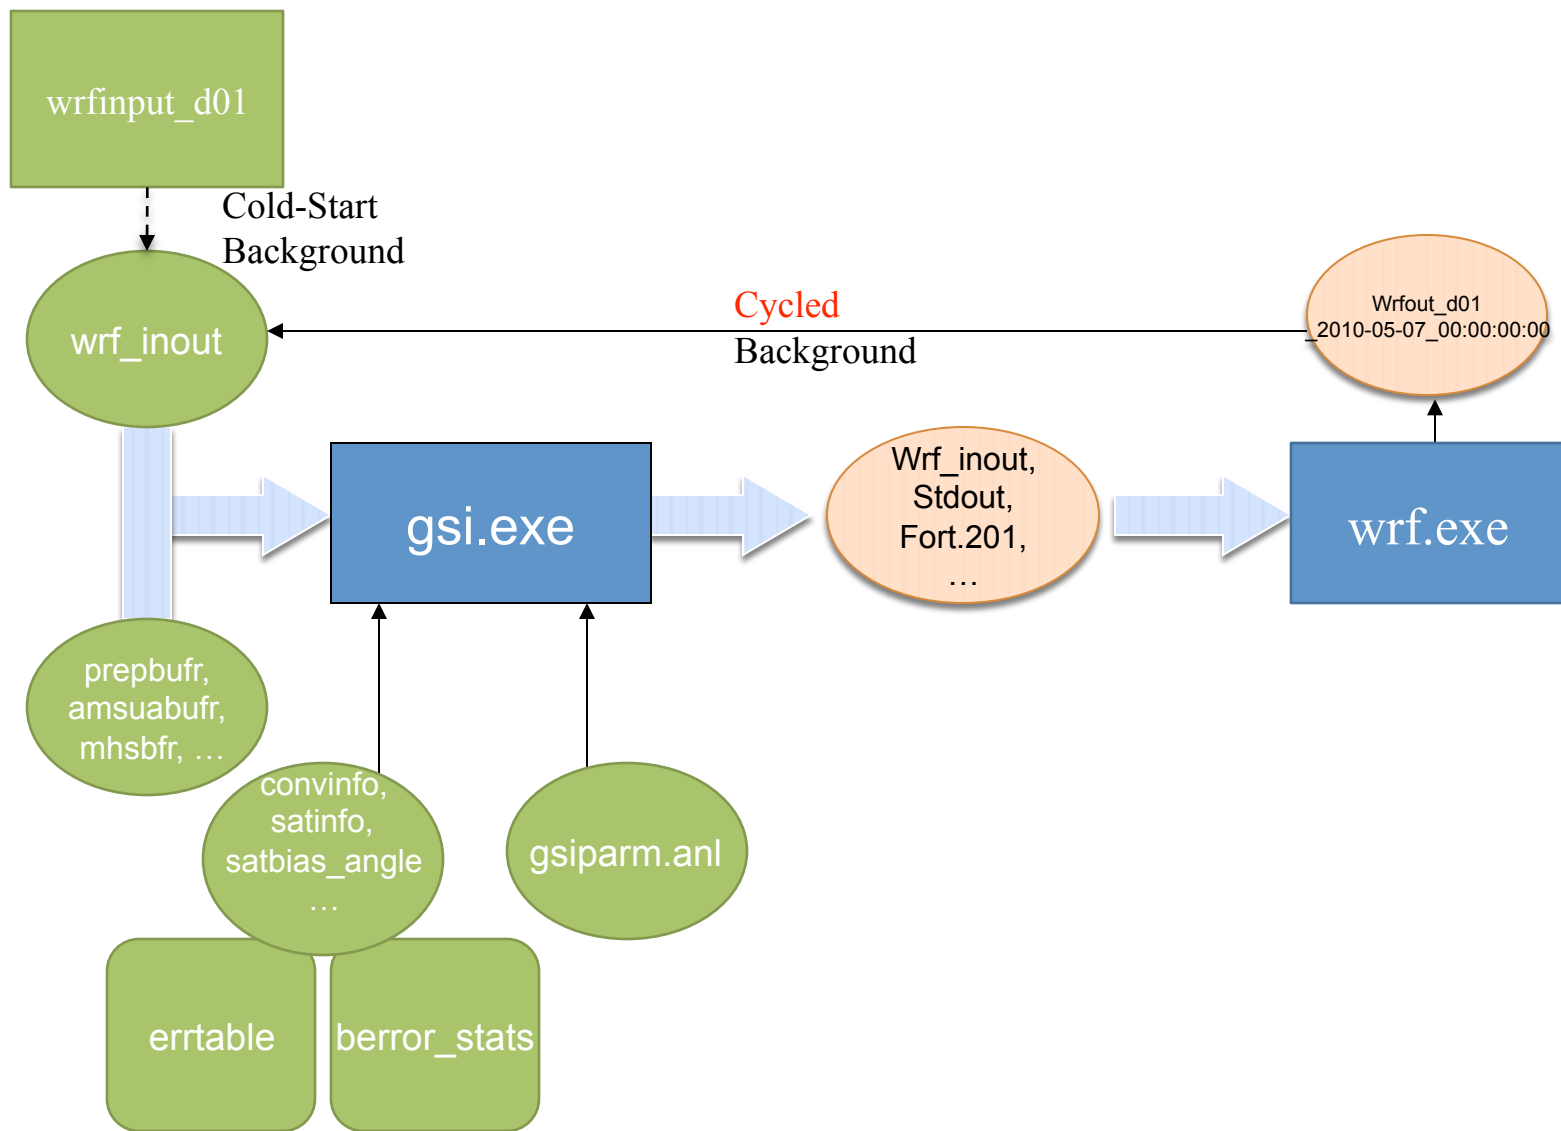 wrfinput_d01
Cold-Start
Background
wrf_inout
Cycled
Background
Wrfout_d01
_2010-05-07_00:00:00:00
gsi.exe
Wrf_inout,
Stdout,
Fort.201,
…
wrf.exe
prepbufr,
amsuabufr,
mhsbfr, …
convinfo,
satinfo,
satbias_angle
…
gsiparm.anl
errtable
berror_stats